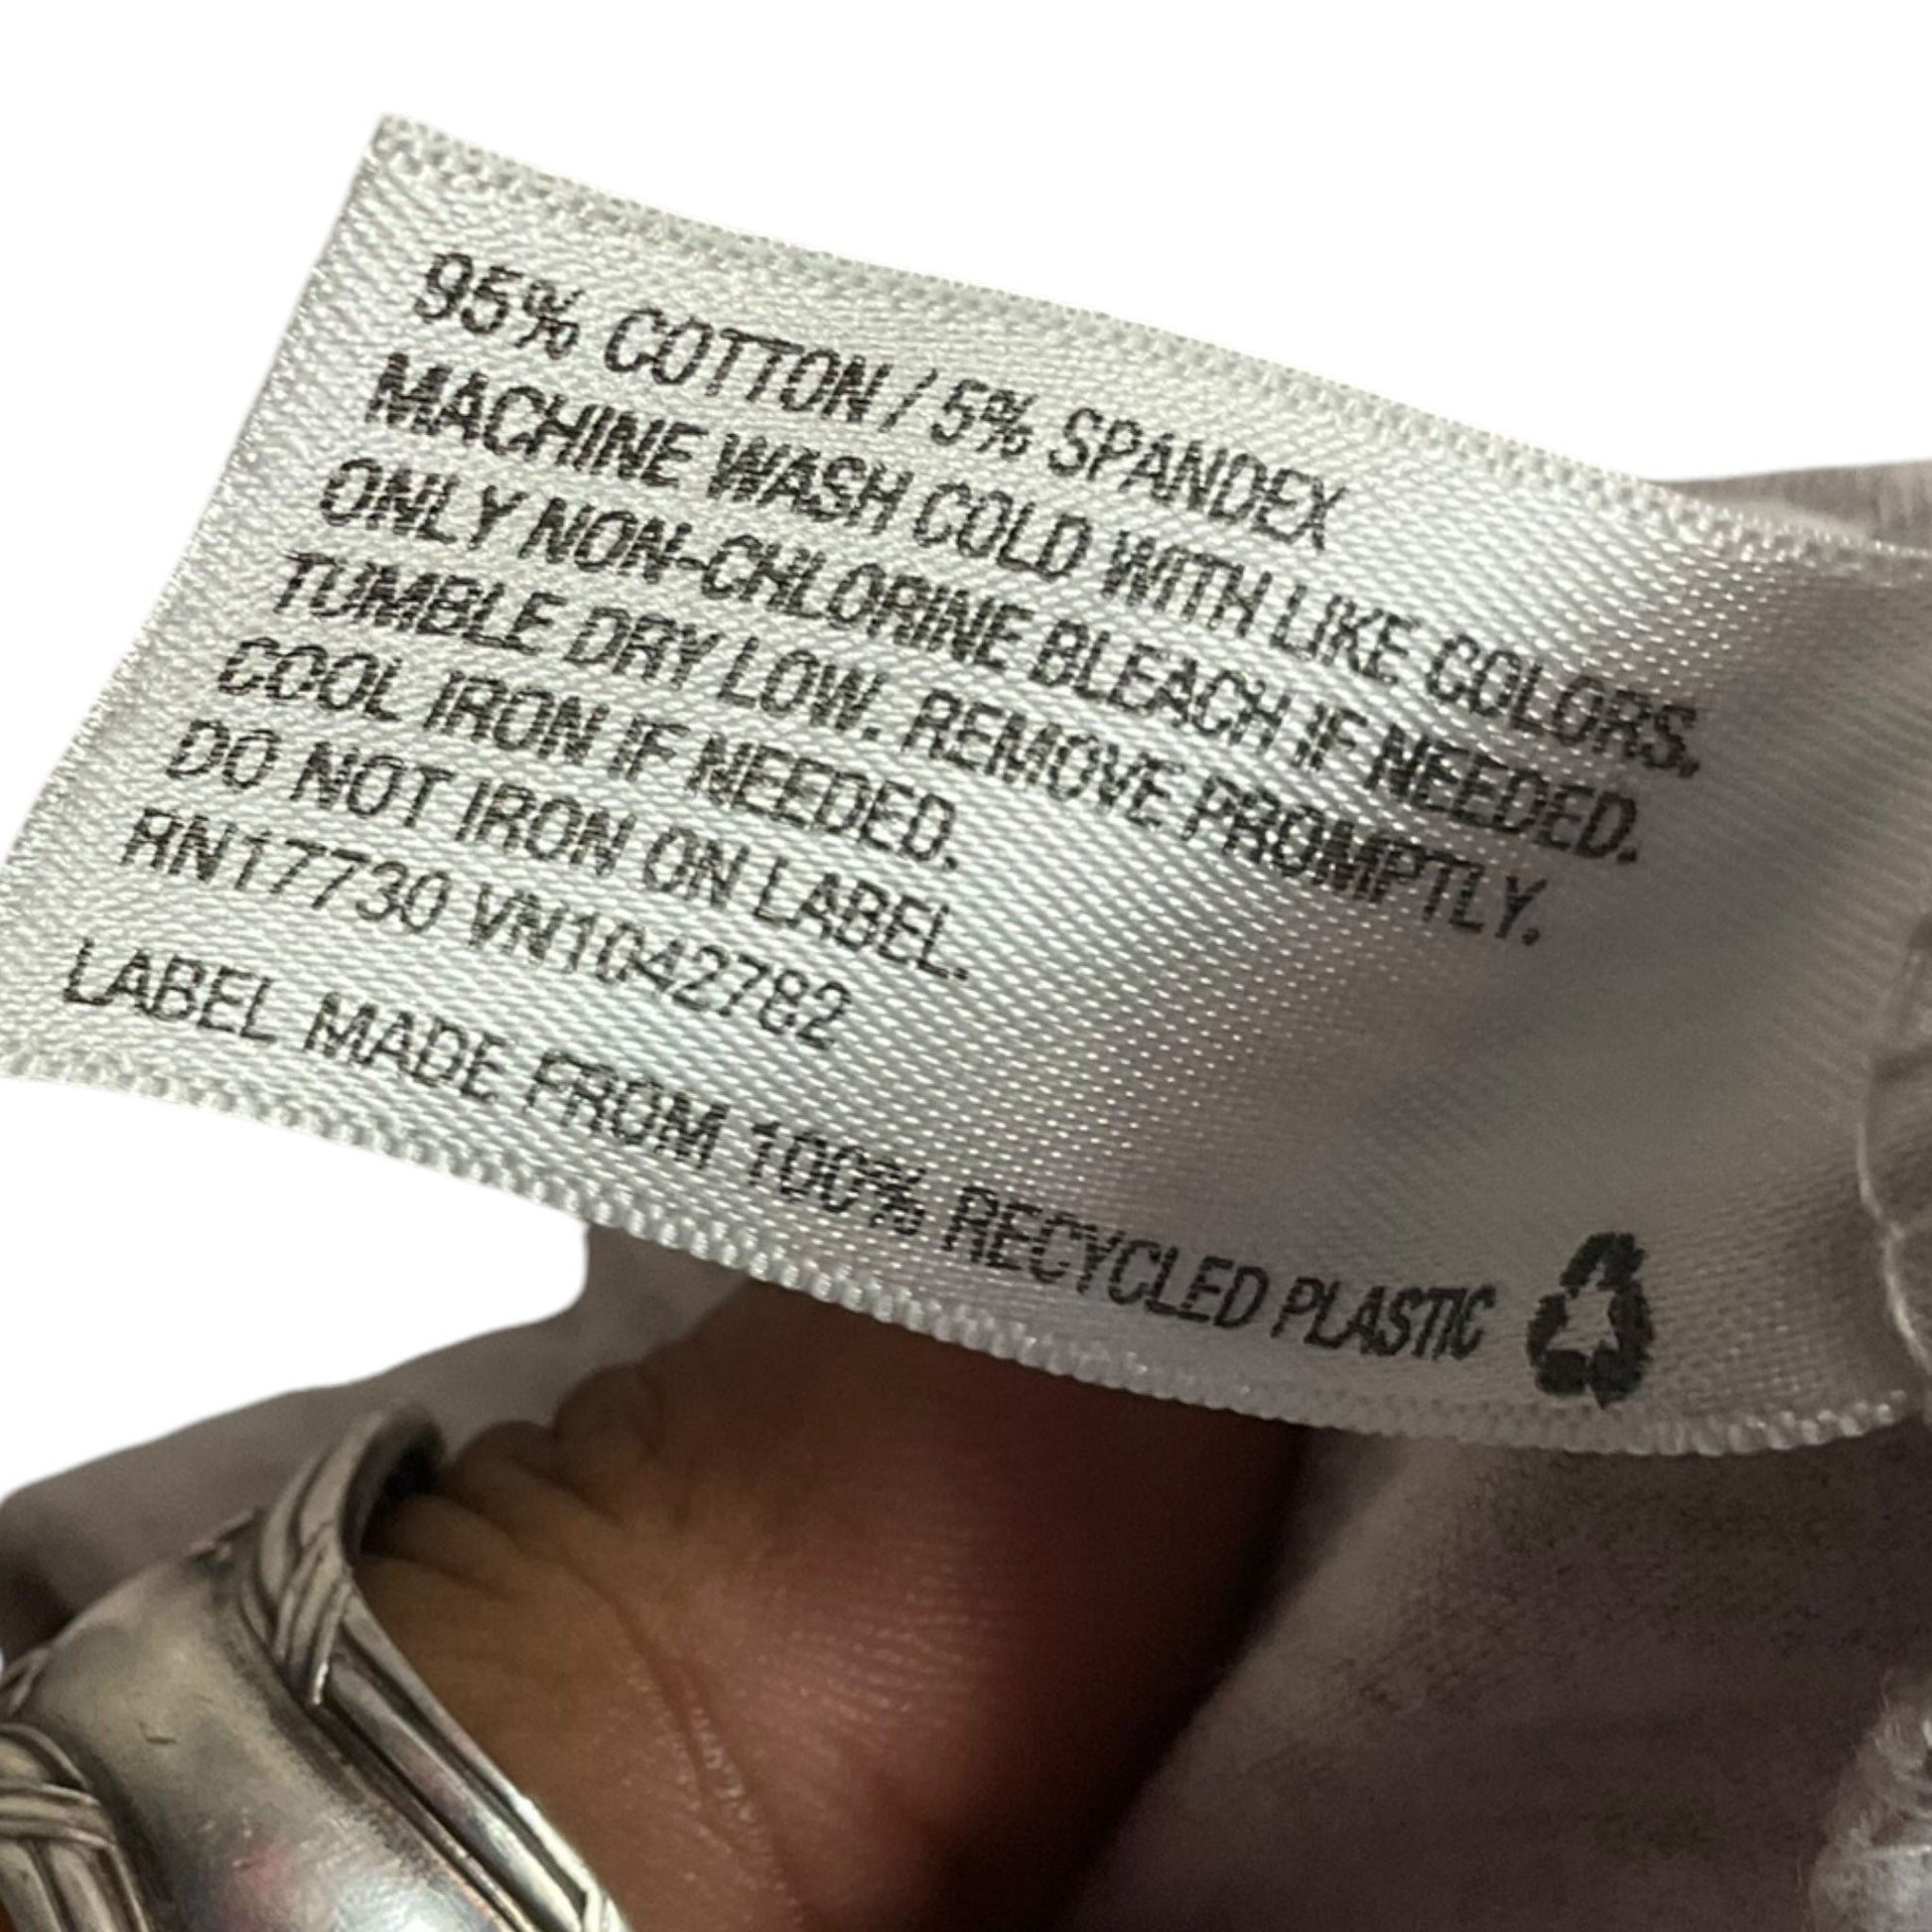 95% COTTON / 5% SPANDEX
MACHINE WASH COLD WITH LIKE COLORS.
ONLY NON-CHLORINE BLEACH IF NEEDED.
TUMBLE DRY LOW. REMOVE PROMPTLY.
COOL IRON IF NEEDED.
DO NOT IRON ON LABEL.
RN17730 VN1042782
LABEL MADE FROM 100% RECYCLED PLASTIC